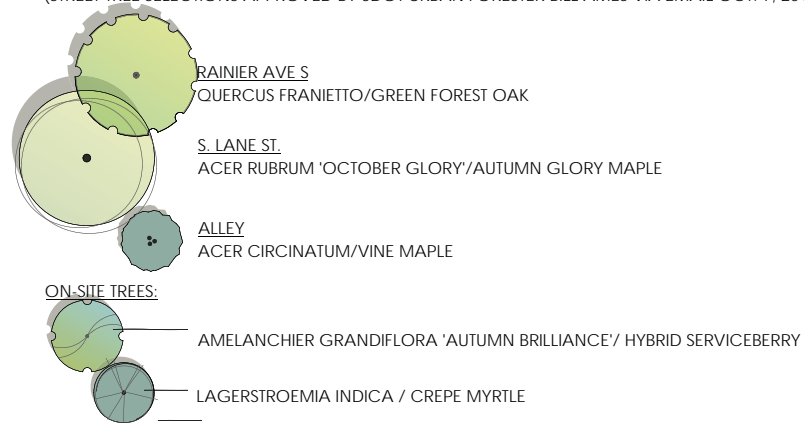 RAINIER AVE S
QUERCUS FRANIETTO/GREEN FOREST OAK
S. LANE ST.
ACER RUBRUM 'OCTOBER GLORY'/AUTUMN GLORY MAPLE
ALLEY
ACER CIRCINATUM/VINE MAPLE
ON-SITE TREES:
AMELANCHIER GRANDIFLORA 'AUTUMN BRILLIANCE'/ HYBRID SERVICEBERRY
LAGERSTROEMIA INDICA / CREPE MYRTLE